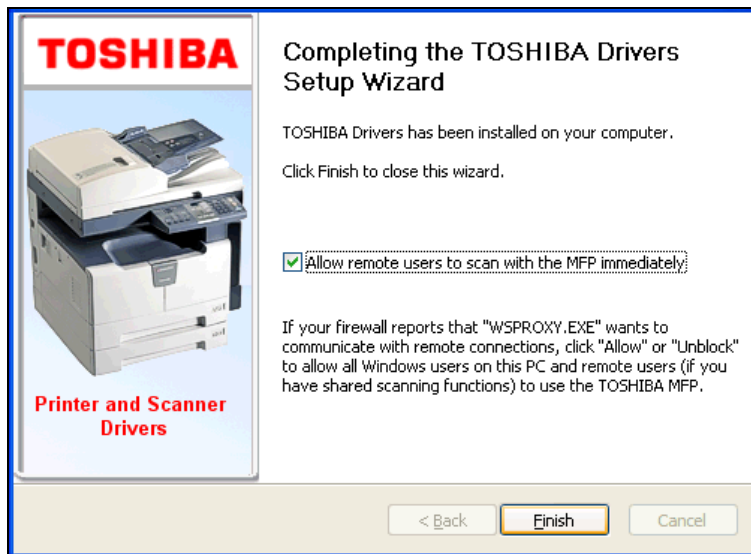 TOSHIBA
Completing the TOSHIBA Drivers
Setup Wizard
TOSHIBA Drivers has been installed on your computer.
Click Finish to close this wizard.
Allow remote users to scan with the MFP immediately
If your firewall reports that "WSPROXY.EXE" wants to
communicate with remote connections, click "Allow" or "Unblock"
to allow all Windows users on this PC and remote users (if you
have shared scanning functions) to use the TOSHIBA MFP.
Printer and Scanner
Drivers
< Back
Finish
Cancel